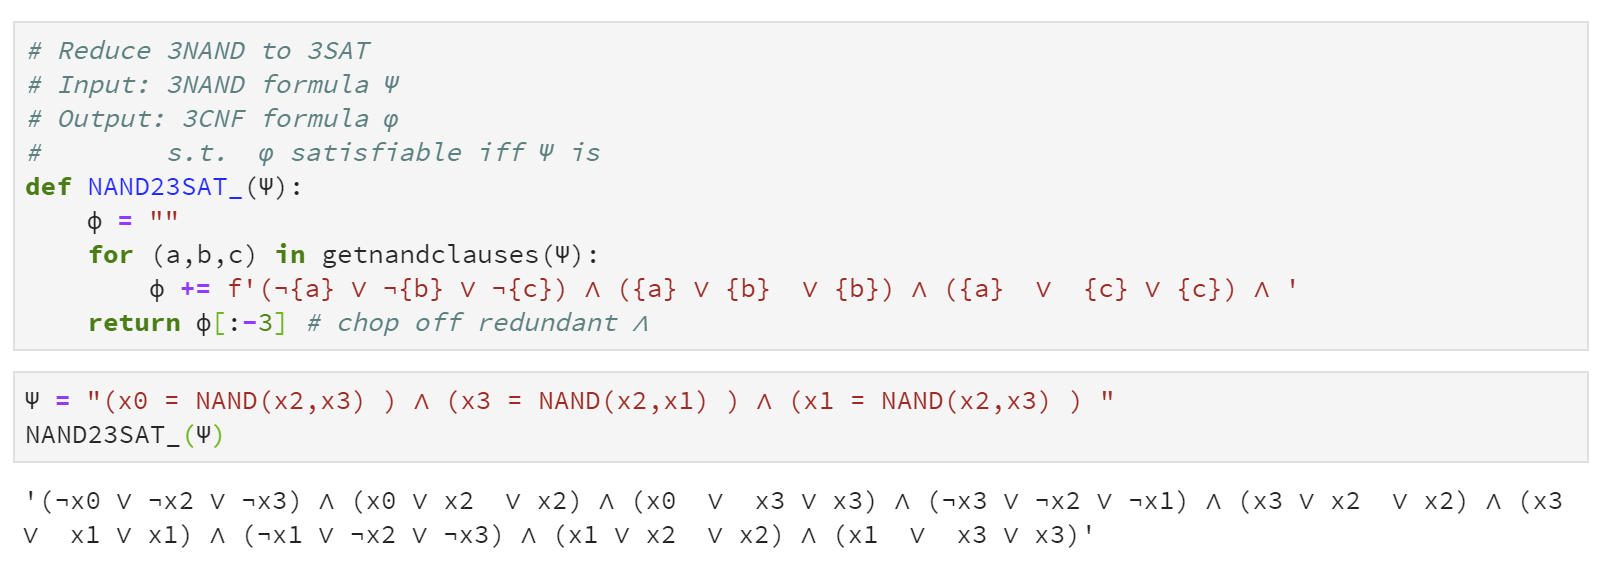 # Reduce 3NAND to 3SAT
# Input: 3NAND formula Ψ
# Output: 3CNF formula φ
#        s.t.  φ satisfiable iff Ψ is
def NAND23SAT_(Ψ):
    φ = ""
    for (a,b,c) in getnandclauses(Ψ):
        φ += f'(¬{a} ∨ ¬{b} ∨ ¬{c}) ∧ ({a} ∨ {b}  ∨ {b}) ∧ ({a}  ∨  {c} ∨ {c}) ∧ '
    return φ[:-3] # chop off redundant ∧
Ψ = "(x0 = NAND(x2,x3) ) ∧ (x3 = NAND(x2,x1) ) ∧ (x1 = NAND(x2,x3) ) "
NAND23SAT_(Ψ)
'(¬x0 ∨ ¬x2 ∨ ¬x3) ∧ (x0 ∨ x2  ∨ x2) ∧ (x0  ∨  x3 ∨ x3) ∧ (¬x3 ∨ ¬x2 ∨ ¬x1) ∧ (x3 ∨ x2  ∨ x2) ∧ (x3
∨  x1 ∨ x1) ∧ (¬x1 ∨ ¬x2 ∨ ¬x3) ∧ (x1 ∨ x2  ∨ x2) ∧ (x1  ∨  x3 ∨ x3)'